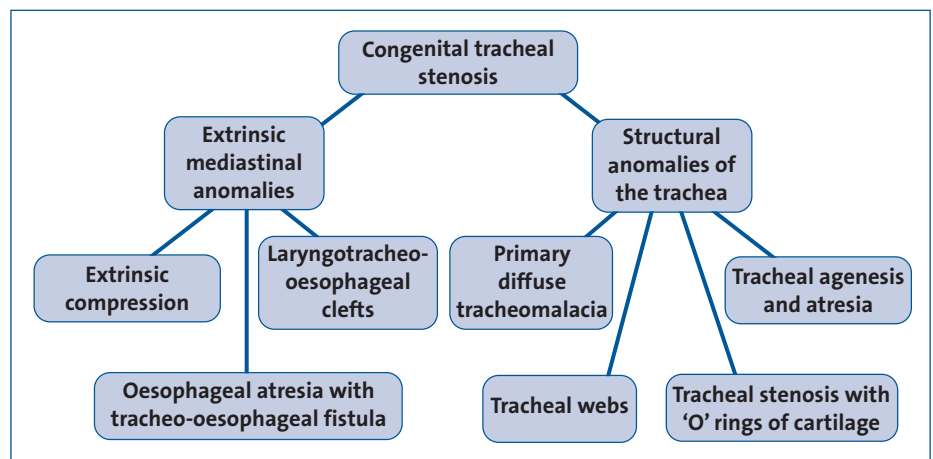 Congenital tracheal
stenosis
Extrinsic
mediastinal
anomalies
Structural
anomalies of
the trachea
Extrinsic
compression
Laryngotracheo-
oesophageal
clefts
Primary
diffuse
tracheomalacia
Tracheal agenesis
and atresia
Oesophageal atresia with
tracheo-oesophageal fistula
Tracheal webs
Tracheal stenosis with
‘O’ rings of cartilage